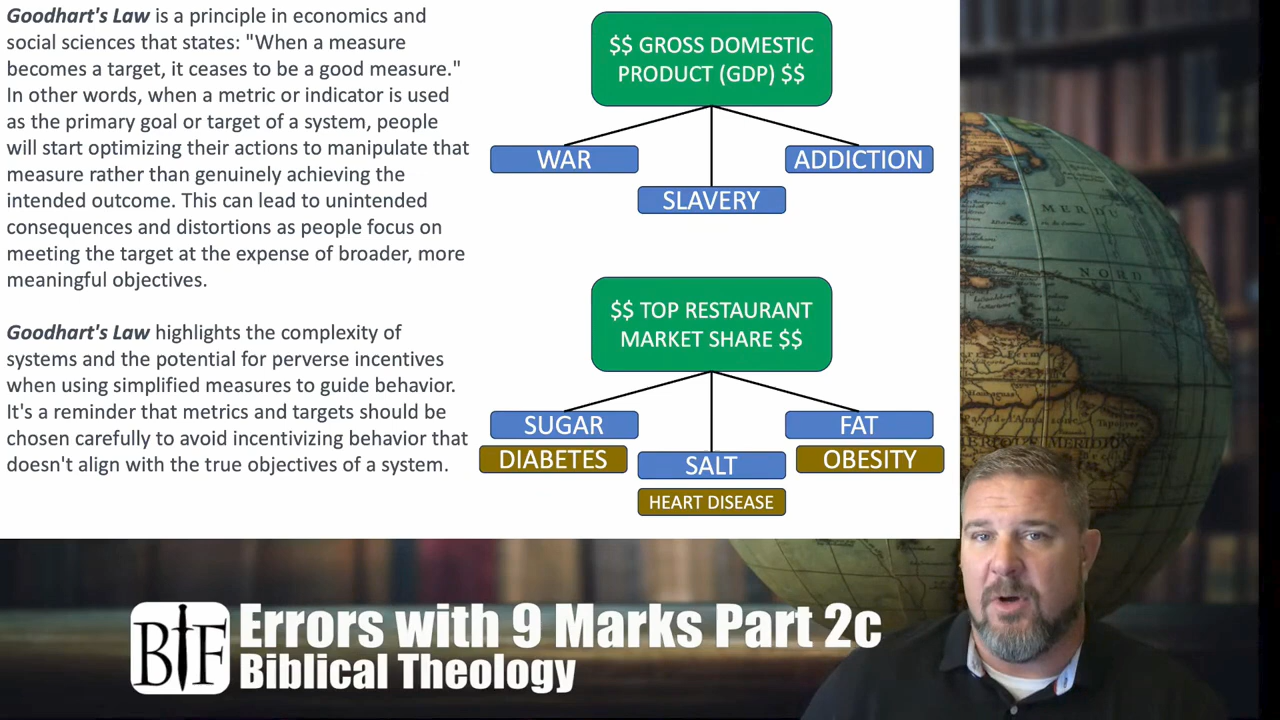 Goodhart's Law is a principle in economics and
social sciences that states: "When a measure
becomes a target, it ceases to be a good measure."
In other words, when a metric or indicator is used
as the primary goal or target of a system, people
will start optimizing their actions to manipulate that
measure rather than genuinely achieving the
intended outcome. This can lead to unintended
consequences and distortions as people focus on
meeting the target at the expense of broader, more
meaningful objectives.
Goodhart's Law highlights the complexity of
systems and the potential for perverse incentives
when using simplified measures to guide behavior.
It's a reminder that metrics and targets should be
chosen carefully to avoid incentivizing behavior that
doesn't align with the true objectives of a system.
$$ GROSS DOMESTIC
PRODUCT (GDP) $$
WAR
SLAVERY
ADDICTION
$$ TOP RESTAURANT
MARKET SHARE $$
SUGAR
DIABETES
SALT
HEART DISEASE
FAT
OBESITY
MERDU
NORD
BTF
Errors with 9 Marks Part 2c
Biblical Theology